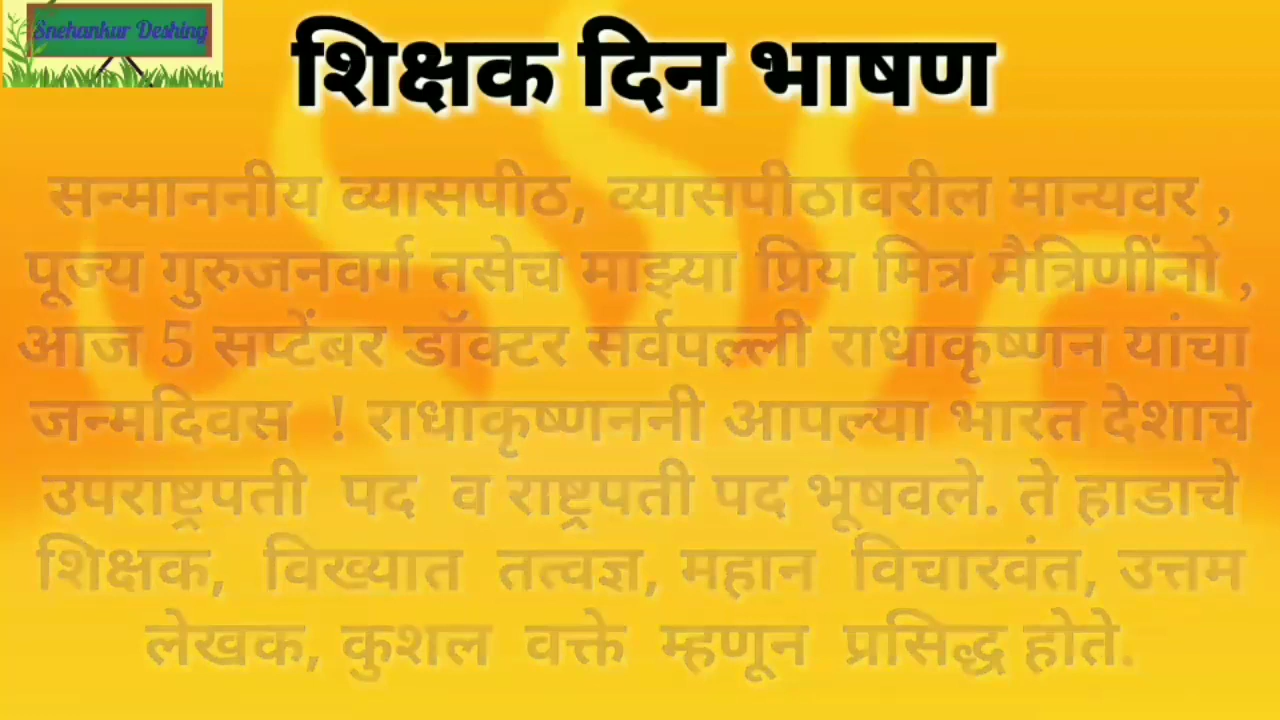 Snehankur Deshing
शिक्षक दिन भाषण
सन्माननीय व्यासपीठ, व्यासपीठावरील मान्यवर ,
पूज्य गुरुजनवर्ग तसेच माझ्या प्रिय मित्र मैत्रिणींनो ,
आज 5 सप्टेंबर डॉक्टर सर्वपल्ली राधाकृष्णन यांचा
जन्मदिवस ! राधाकृष्णननी आपल्या भारत देशाचे
उपराष्ट्रपती पद व राष्ट्रपती पद भूषवले. ते हाडाचे
शिक्षक, विख्यात तत्वज्ञ, महान विचारवंत, उत्तम
लेखक, कुशल वक्ते म्हणून प्रसिद्ध होते.